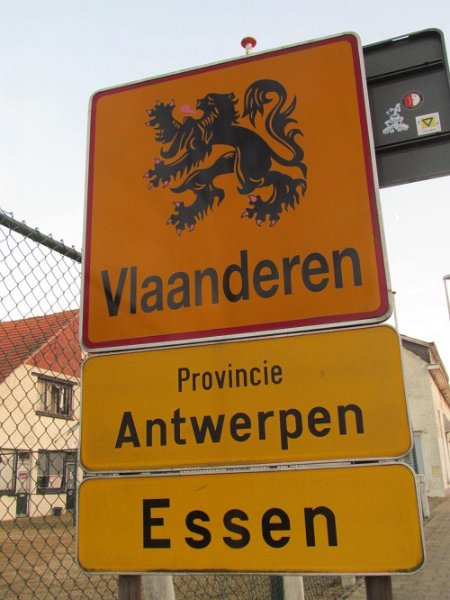 Vlaanderen
Provincie
Antwerpen
Essen